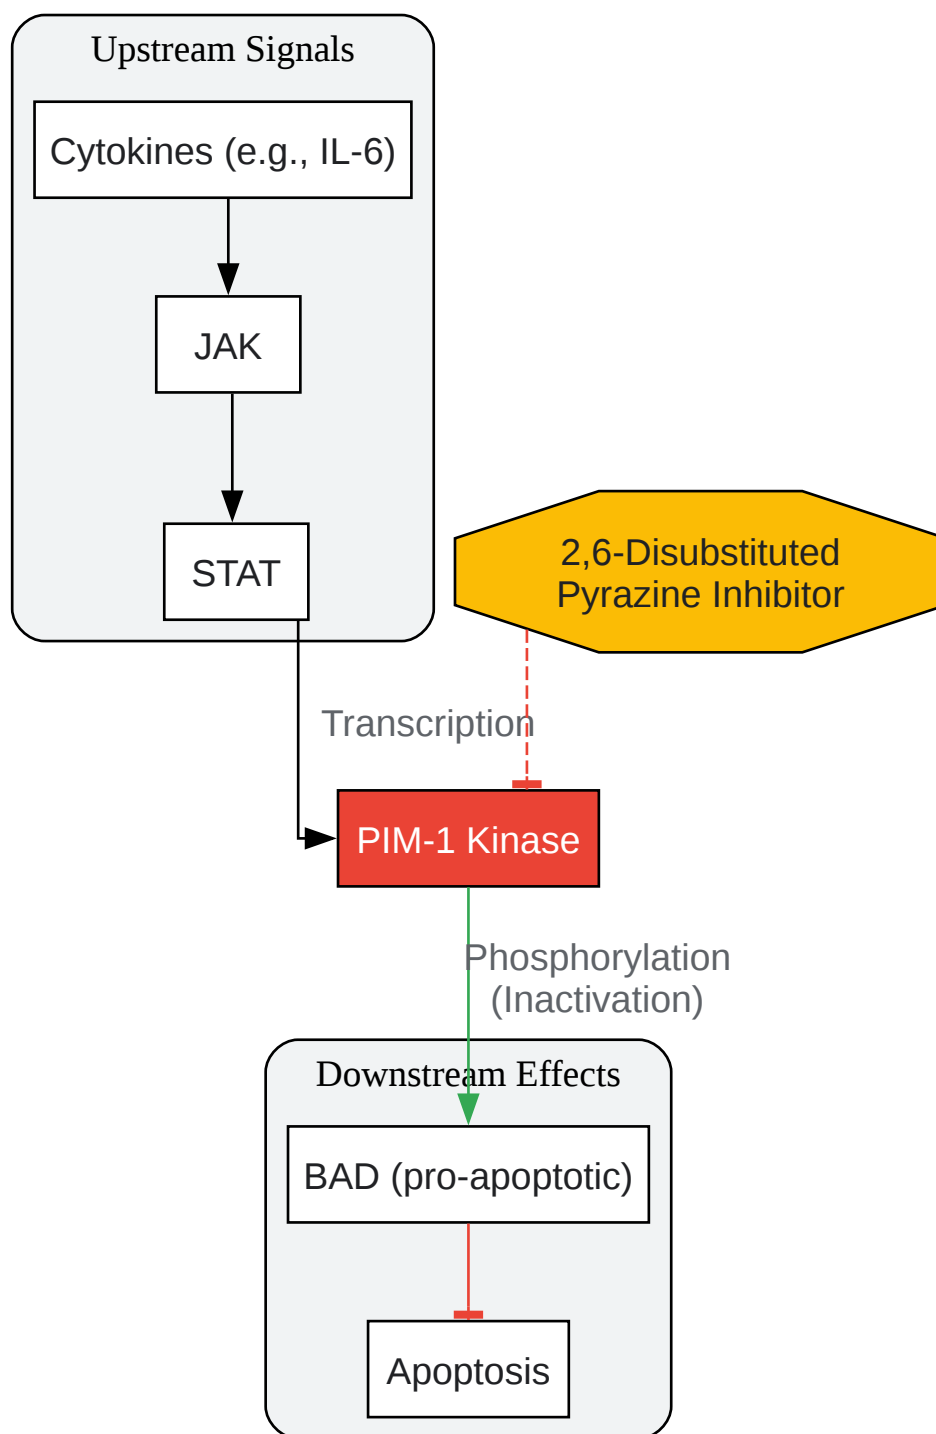 Upstream Signals
Cytokines (e.g., IL-6)
JAK
STAT
2,6-Disubstituted
Pyrazine Inhibitor
Transcription
PIM-1 Kinase
Phosphorylation
(Inactivation)
Downstream Effects
BAD (pro-apoptotic)
Apoptosis